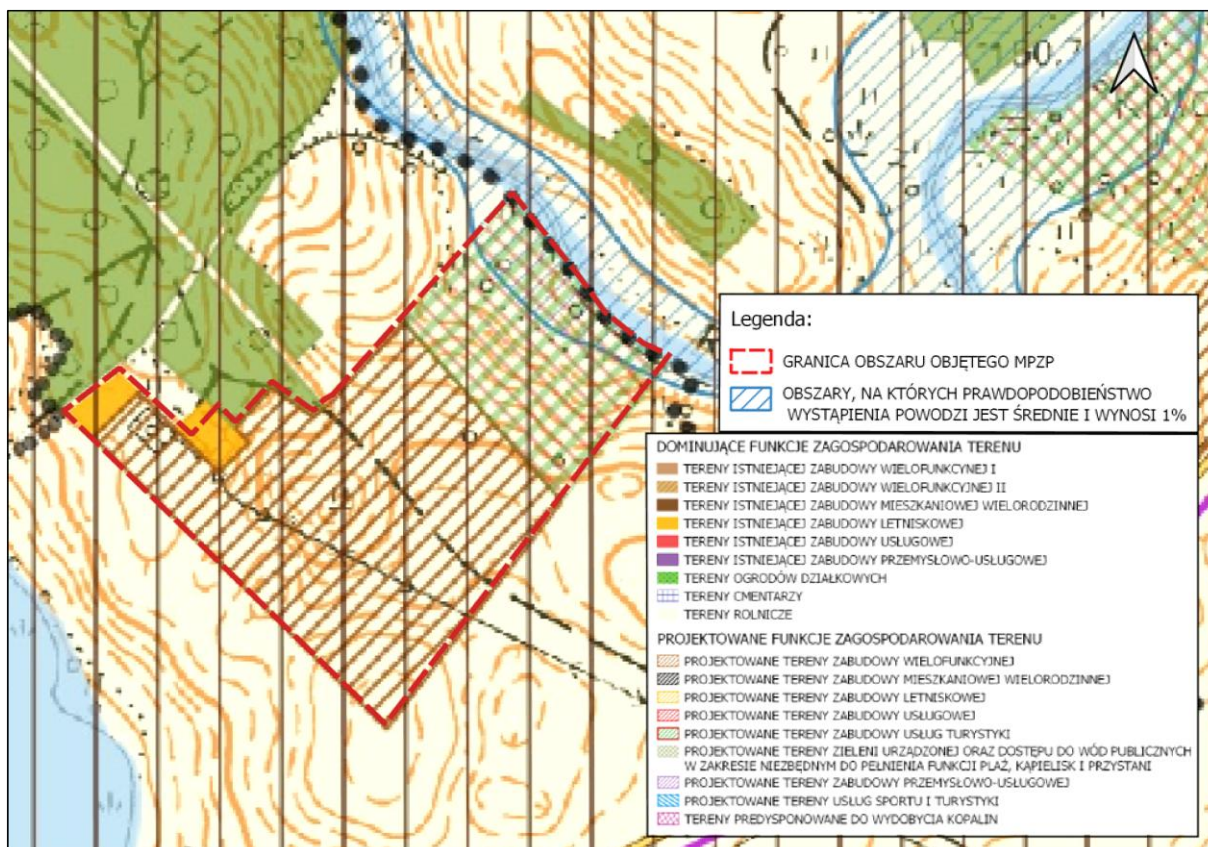 50.7
Legenda:
GRANICA OBSZARU OBJĘTEGO MPZP
OBSZARY, NA KTÓRYCH PRAWDOPODOBIEŃSTWO
WYSTĄPIENIA POWODZI JEST ŚREDNIE I WYNOSI 1%
DOMINUJĄCE FUNKCJE ZAGOSPODAROWANIA TERENU
TERENY ISTNIEJĄCEJ ZABUDOWY WIELOFUNKCYNEJ I
TERENY ISTNIEJĄCEJ ZABUDOWY WIELOFUNKCYJNEJ II
TERENY ISTNIEJĄCEJ ZABUDOWY MIESZKANIOWEJ WIELORODZINNEJ
TERENY ISTNIEJĄCEJ ZABUDOWY LETNISKOWEJ
TERENY ISTNIEJĄCEJ ZABUDOWY USŁUGOWEJ
TERENY ISTNIEJĄCEJ ZABUDOWY PRZEMYSŁOWO-USŁUGOWEJ
TERENY OGRODÓW DZIAŁKOWYCH
TERENY CMENTARZY
TERENY ROLNICZE
PROJEKTOWANE FUNKCJE ZAGOSPODAROWANIA TERENU
PROJEKTOWANE TERENY ZABUDOWY WIELOFUNKCYJNEJ
PROJEKTOWANE TERENY ZABUDOWY MIESZKANIOWEJ WIELORODZINNEJ
PROJEKTOWANE TERENY ZABUDOWY LETNISKOWEJ
PROJEKTOWANE TERENY ZABUDOWY USŁUGOWEJ
PROJEKTOWANE TERENY ZABUDOWY USŁUG TURYSTYKI
PROJEKTOWANE TERENY ZIELENI URZĄDZONEJ ORAZ DOSTĘPU DO WÓD PUBLICZNYCH
W ZAKRESIE NIEZBĘDNYM DO PEŁNIENIA FUNKCJI PLAŻ, KĄPIELISK I PRZYSTANI
PROJEKTOWANE TERENY ZABUDOWY PRZEMYSŁOWO-USŁUGOWEJ
PROJEKTOWANE TERENY USŁUG SPORTU I TURYSTYKI
TERENY PREDYSPONOWANE DO WYDOBYCIA KOPALIN